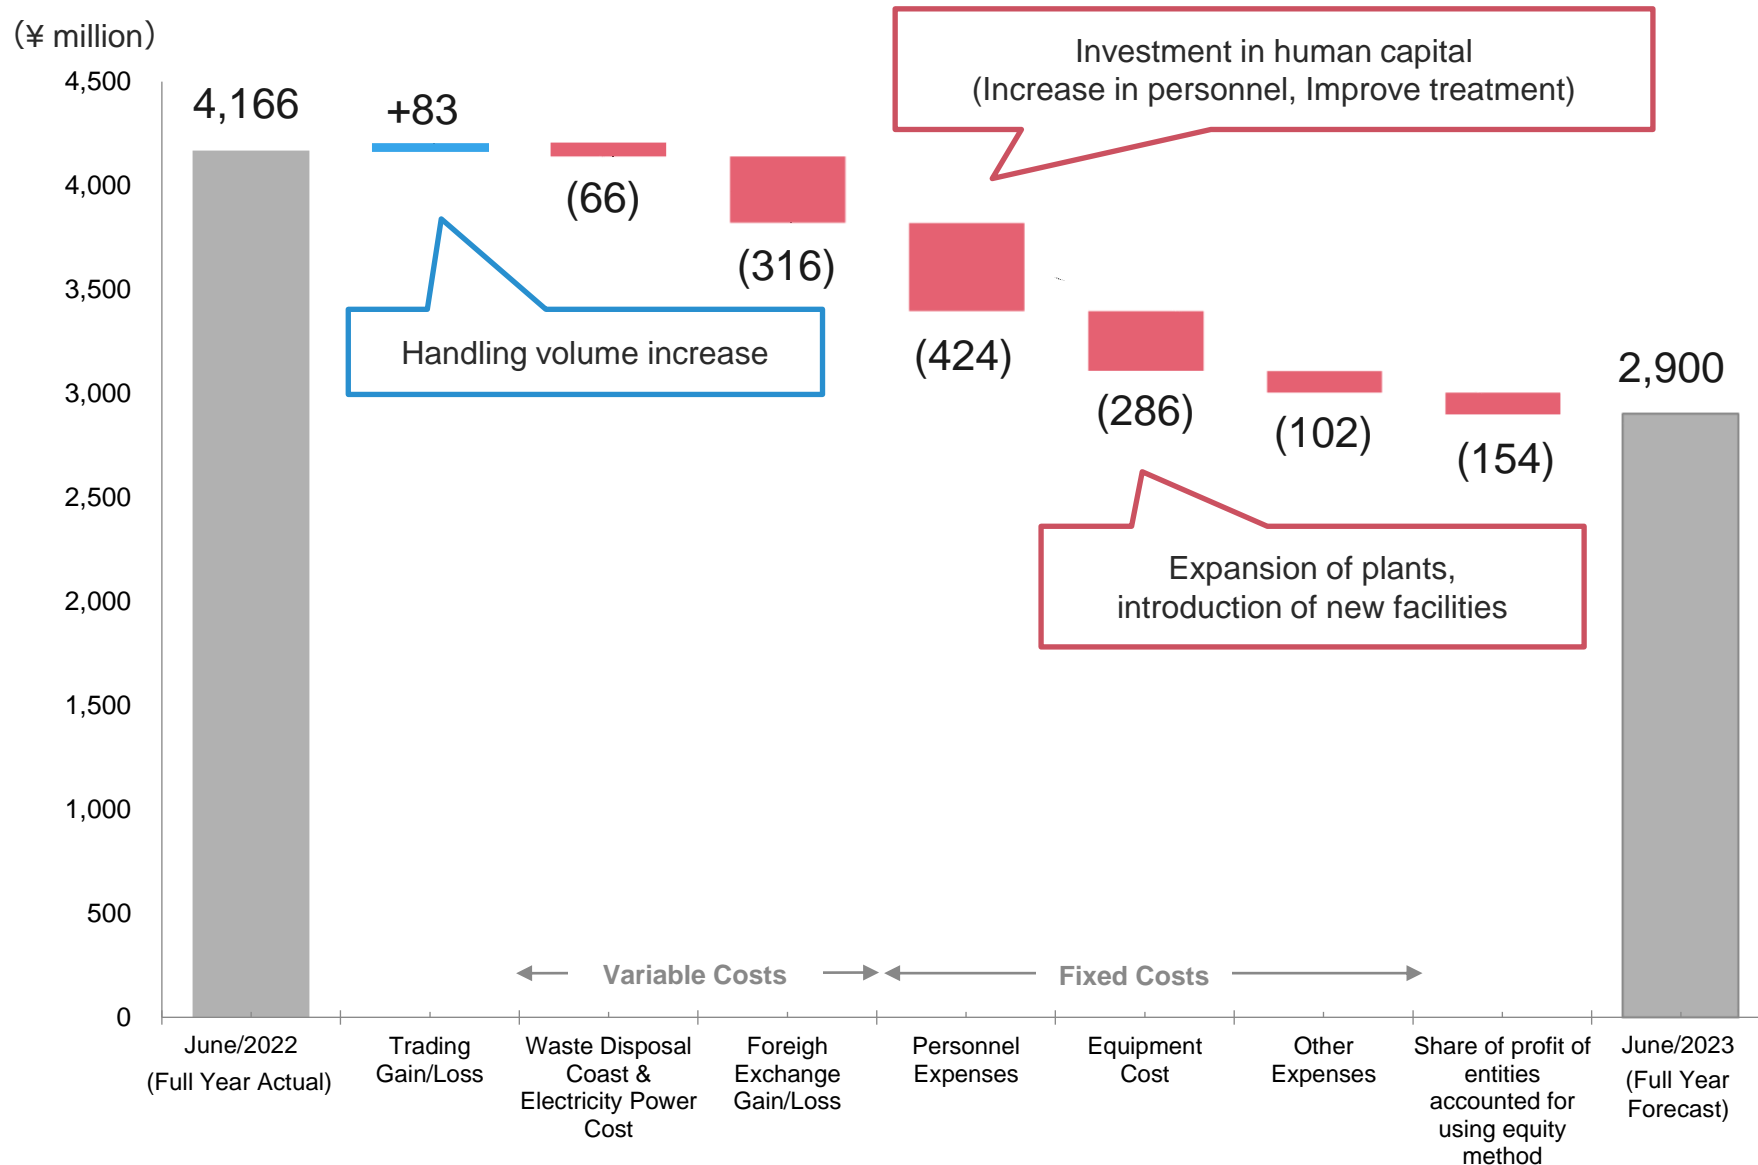 (¥ million)
4,500
4,000
3,500
3,000
2,500
2,000
1,500
1,000
500
0
4,166
+83
(66)
(316)
(424)
(286)
(102)
(154)
2,900
Investment in human capital
(Increase in personnel, Improve treatment)
Handling volume increase
Expansion of plants,
introduction of new facilities
Variable Costs
Fixed Costs
June/2022
(Full Year Actual)
Trading
Gain/Loss
Waste Disposal
Coast &
Electricity Power
Cost
Foreigh
Exchange
Gain/Loss
Personnel
Expenses
Equipment
Cost
Other
Expenses
Share of profit of
entities
accounted for
using equity
method
June/2023
(Full Year
Forecast)